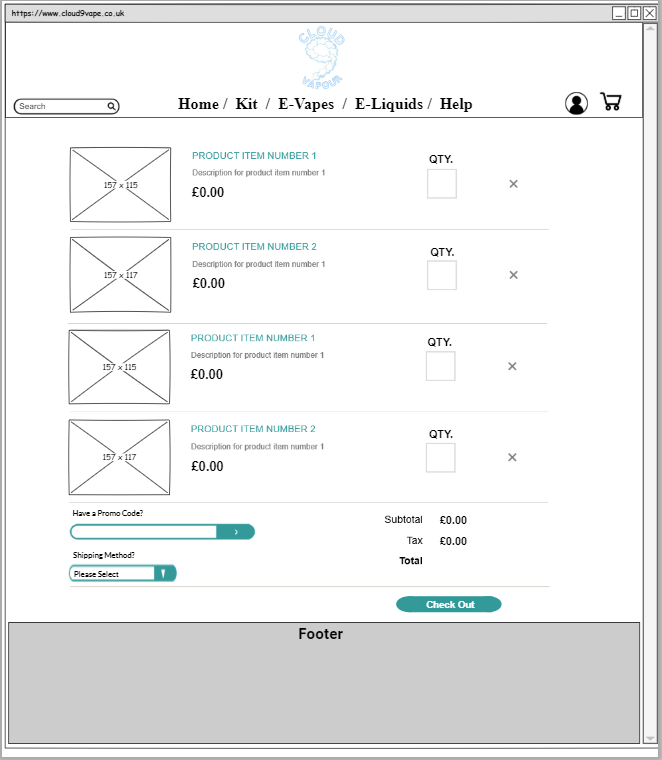 https://www.cloud9vape.co.uk
CLOUD
VAPOUR
Search
Home / Kit / E-Vapes / E-Liquids / Help
157 x 115
PRODUCT ITEM NUMBER 1
Description for product item number 1
£0.00
QTY.
157 x 117
PRODUCT ITEM NUMBER 2
Description for product item number 1
£0.00
QTY.
157 x 115
PRODUCT ITEM NUMBER 1
Description for product item number 1
£0.00
QTY.
157 x 117
PRODUCT ITEM NUMBER 2
Description for product item number 1
£0.00
QTY.
Have a Promo Code?
Shipping Method?
Please Select
Subtotal £0.00
Tax £0.00
Total
Check Out
Footer